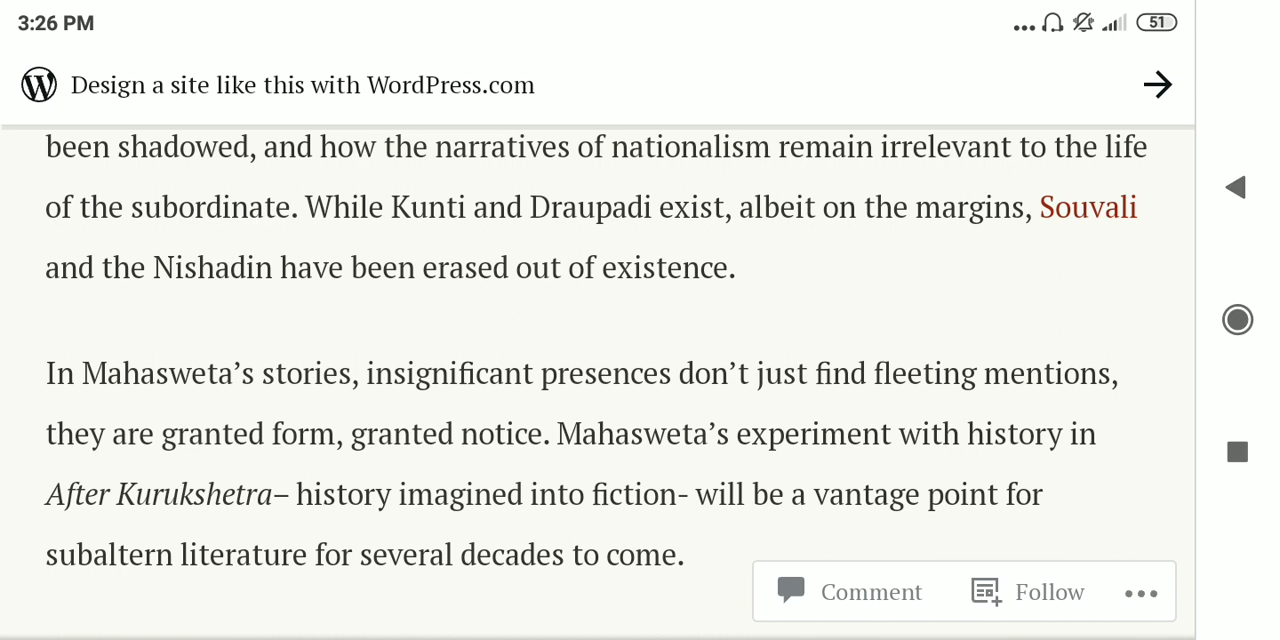 3:26 PM
51
Design a site like this with WordPress.com
been shadowed, and how the narratives of nationalism remain irrelevant to the life
of the subordinate. While Kunti and Draupadi exist, albeit on the margins, Souvali
and the Nishadin have been erased out of existence.
In Mahasweta’s stories, insignificant presences don’t just find fleeting mentions,
they are granted form, granted notice. Mahasweta’s experiment with history in
After Kurukshetra– history imagined into fiction- will be a vantage point for
subaltern literature for several decades to come.
Comment Follow